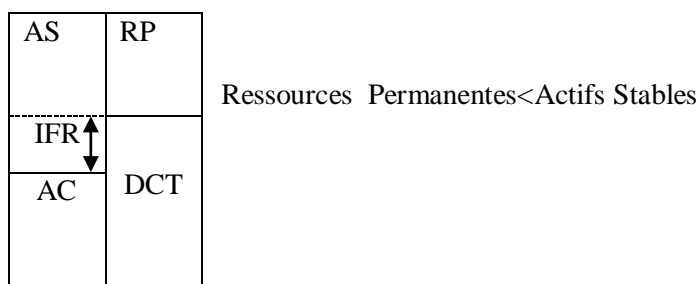 AS RP
Ressources Permanentes<Actifs Stables
IFR
AC DCT